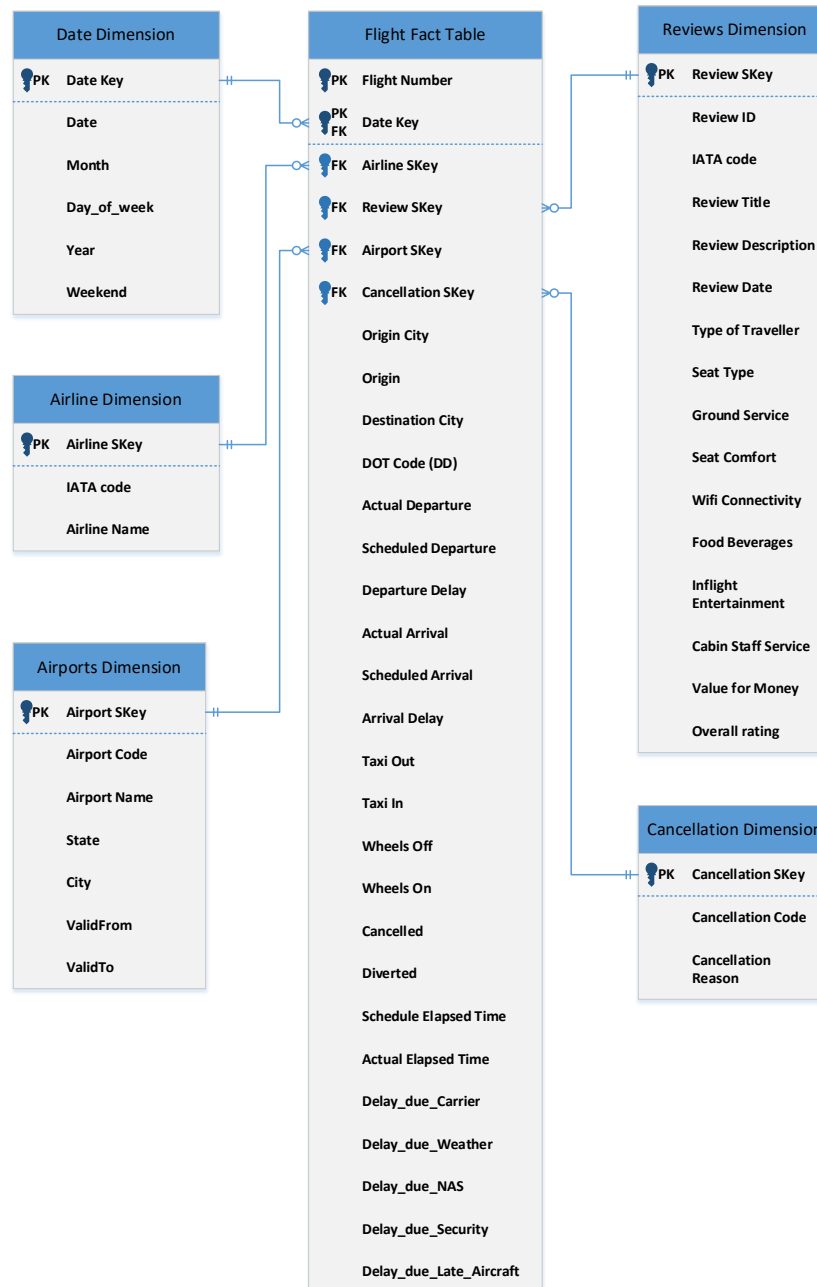 Date Dimension
PK Date Key
Date
Month
Day_of_week
Year
Weekend
Airline Dimension
PK Airline SKey
IATA code
Airline Name
Airports Dimension
PK Airport SKey
Airport Code
Airport Name
State
City
ValidFrom
ValidTo
Flight Fact Table
PK Flight Number
PK
FK Date Key
FK Airline SKey
FK Review SKey
FK Airport SKey
FK Cancellation SKey
Origin City
Origin
Destination City
DOT Code (DD)
Actual Departure
Scheduled Departure
Departure Delay
Actual Arrival
Scheduled Arrival
Arrival Delay
Taxi Out
Taxi In
Wheels Off
Wheels On
Cancelled
Diverted
Schedule Elapsed Time
Actual Elapsed Time
Delay_due_Carrier
Delay_due_Weather
Delay_due_NAS
Delay_due_Security
Delay_due_Late_Aircraft
Reviews Dimension
PK Review SKey
Review ID
IATA code
Review Title
Review Description
Review Date
Type of Traveller
Seat Type
Ground Service
Seat Comfort
Wifi Connectivity
Food Beverages
Inflight
Entertainment
Cabin Staff Service
Value for Money
Overall rating
Cancellation Dimension
PK Cancellation SKey
Cancellation Code
Cancellation
Reason